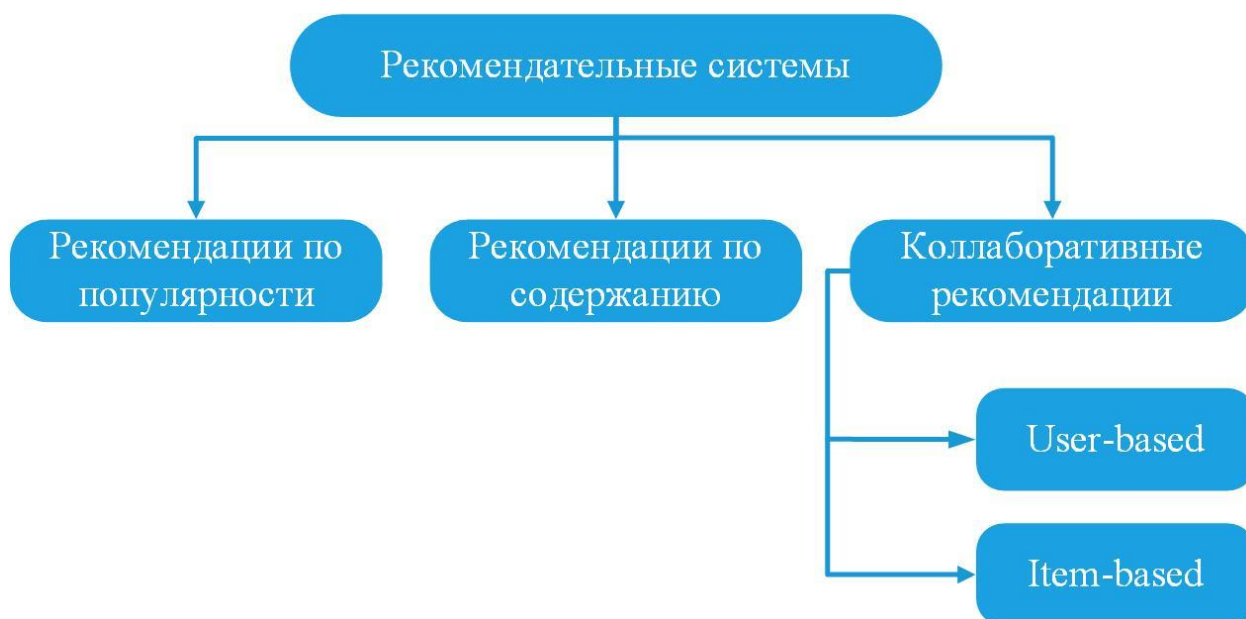 Рекомендательные системы
Рекомендации по
популярности
Рекомендации по
содержанию
Коллаборативные
рекомендации
User-based
Item-based